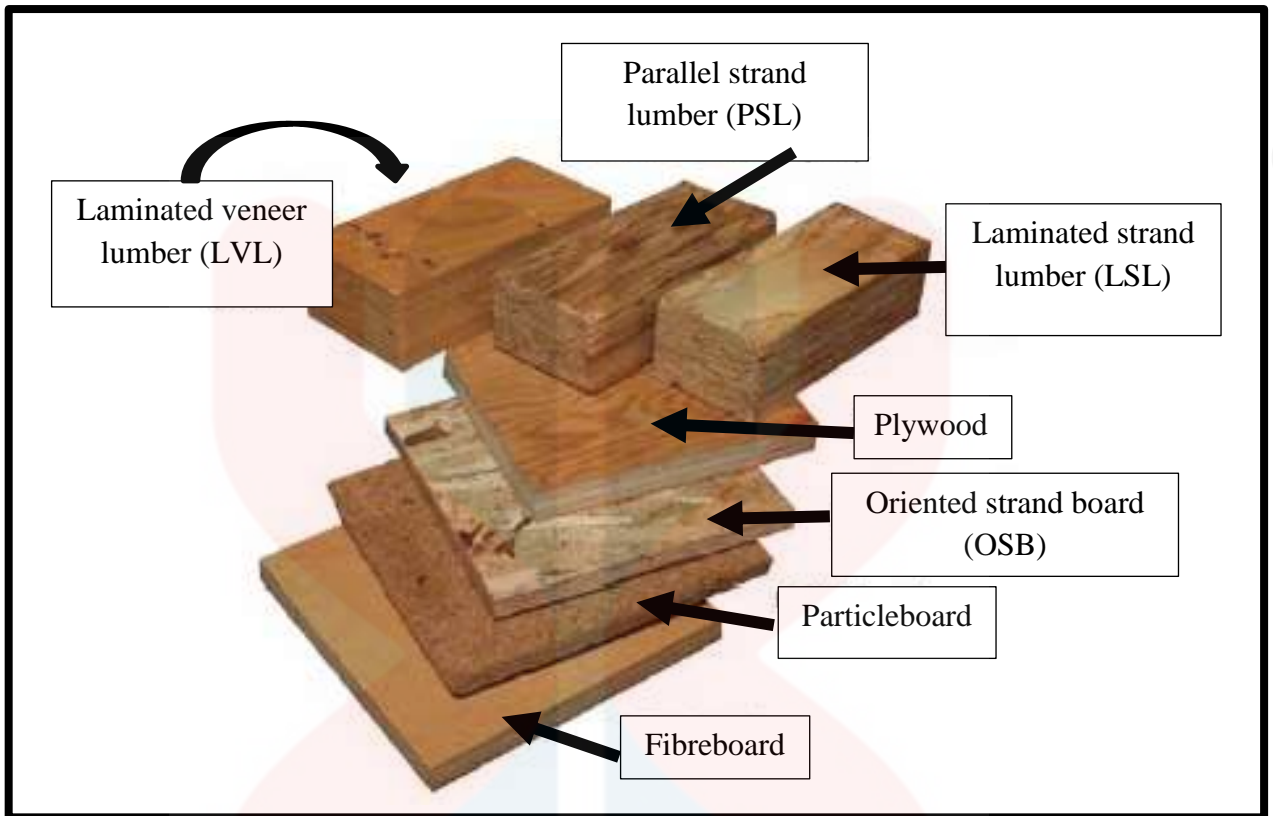 Parallel strand
lumber (PSL)
Laminated veneer
lumber (LVL)
Laminated strand
lumber (LSL)
Plywood
Oriented strand board
(OSB)
Particleboard
Fibreboard